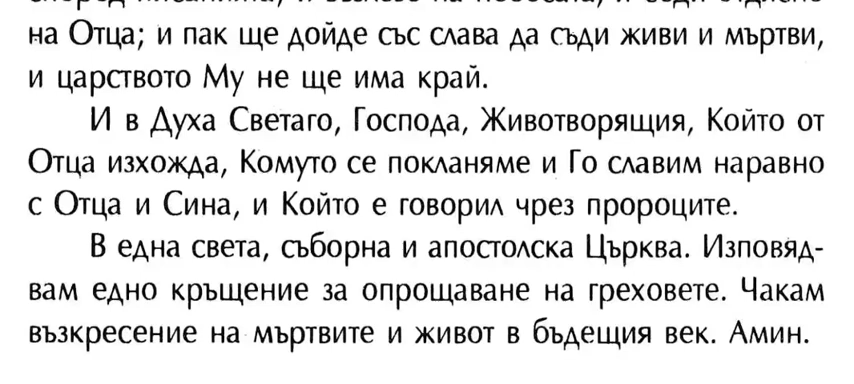 на Отца; и пак ще дойде със слава да съди живи и мъртви,
и царството Му не ще има край.
И в Духа Светаго, Господа, Животворящия, Който от
Отца изхожда, Комуто се покланяме и Го славим наравно
с Отца и Сина, и Който е говорил чрез пророците.
В една света, съборна и апостолска Църква. Изповяд-
вам едно кръщение за опрощаване на греховете. Чакам
възкресение на мъртвите и живот в бъдещия век. Амин.